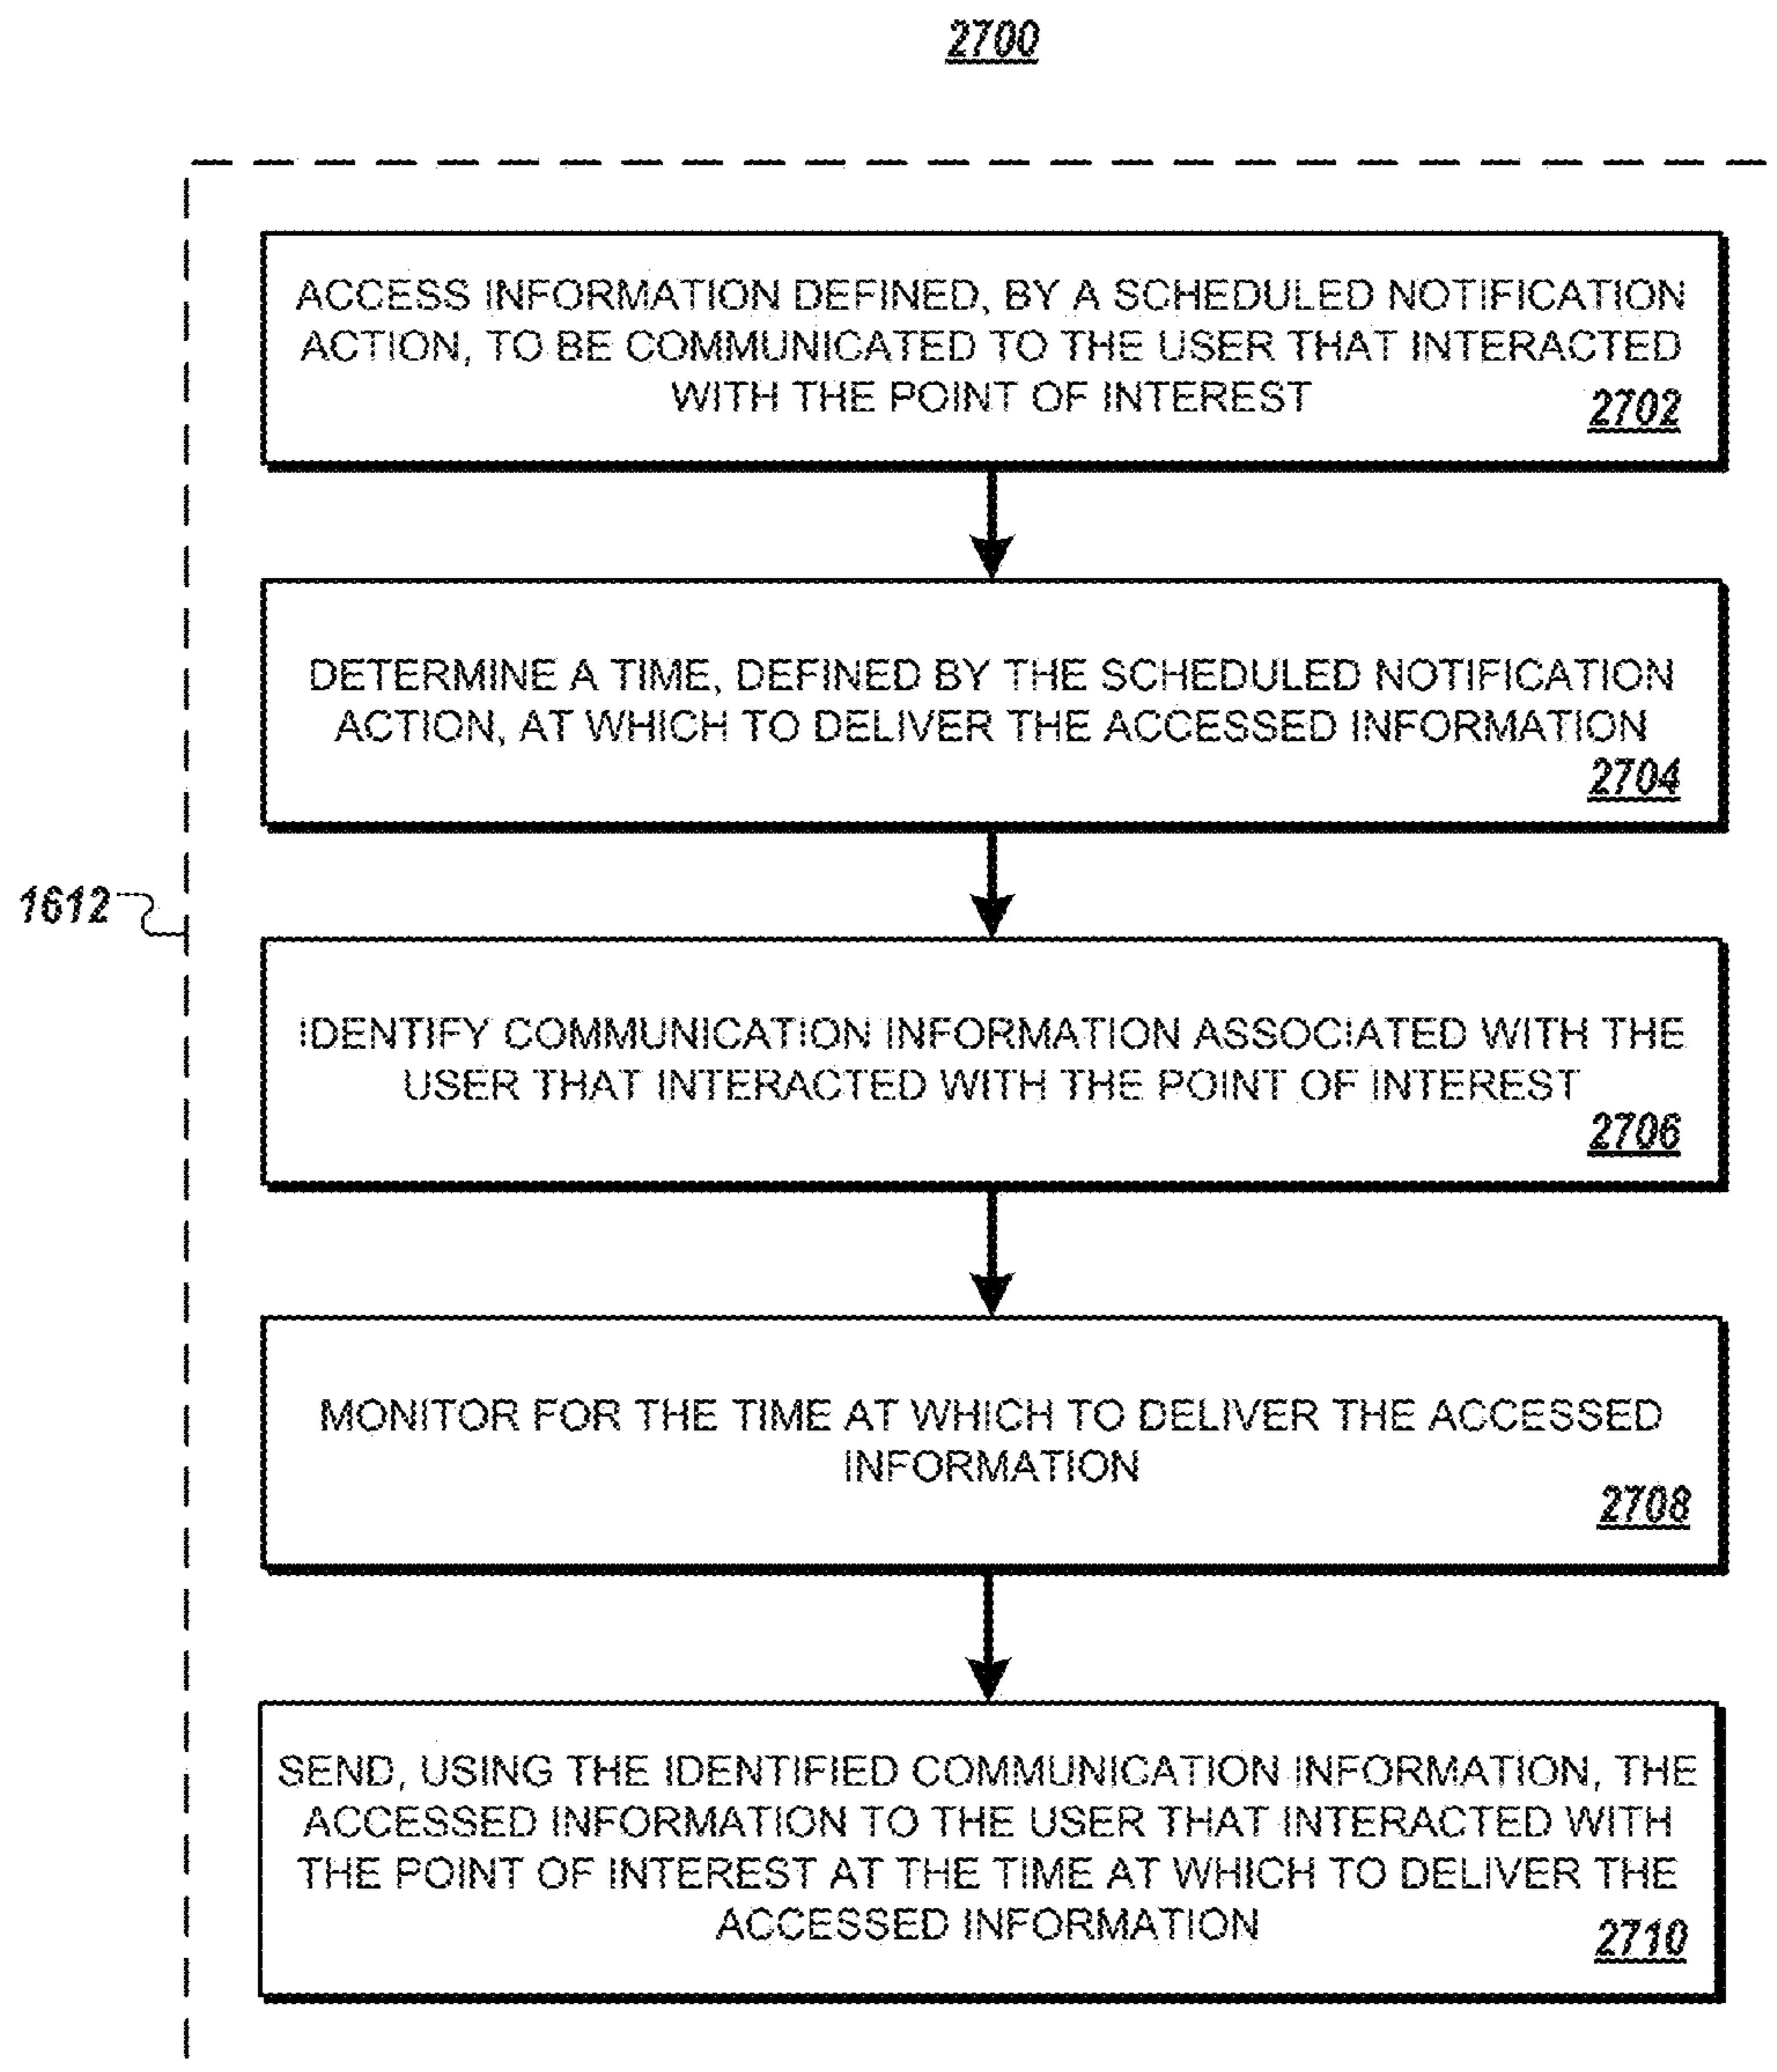 2700
ACCESS INFORMATION DEFINED, BY A SCHEDULED NOTIFICATION
ACTION, TO BE COMMUNICATED TO THE USER THAT INTERACTED
WITH THE POINT OF INTEREST
2702
DETERMINE A TIME, DEFINED BY THE SCHEDULED NOTIFICATION
ACTION, AT WHICH TO DELIVER THE ACCESSED INFORMATION
2704
1612
IDENTIFY COMMUNICATION INFORMATION ASSOCIATED WITH THE
USER THAT INTERACTED WITH THE POINT OF INTEREST
2706
MONITOR FOR THE TIME AT WHICH TO DELIVER THE ACCESSED
INFORMATION
2708
SEND, USING THE IDENTIFIED COMMUNICATION INFORMATION, THE
ACCESSED INFORMATION TO THE USER THAT INTERACTED WITH
THE POINT OF INTEREST AT THE TIME AT WHICH TO DELIVER THE
ACCESSED INFORMATION
2710